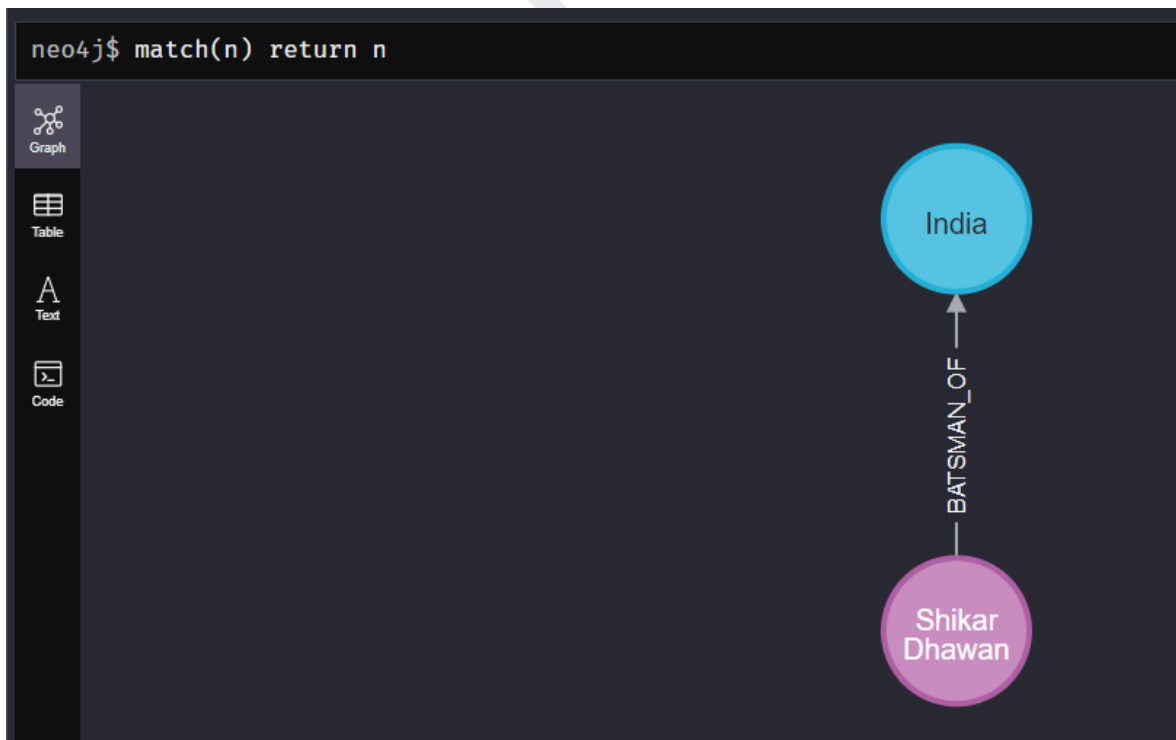 neo4j$ match(n) return n
Graph
Table
A
Text
Code
India
BATSMAN_OF
Shikar
Dhawan